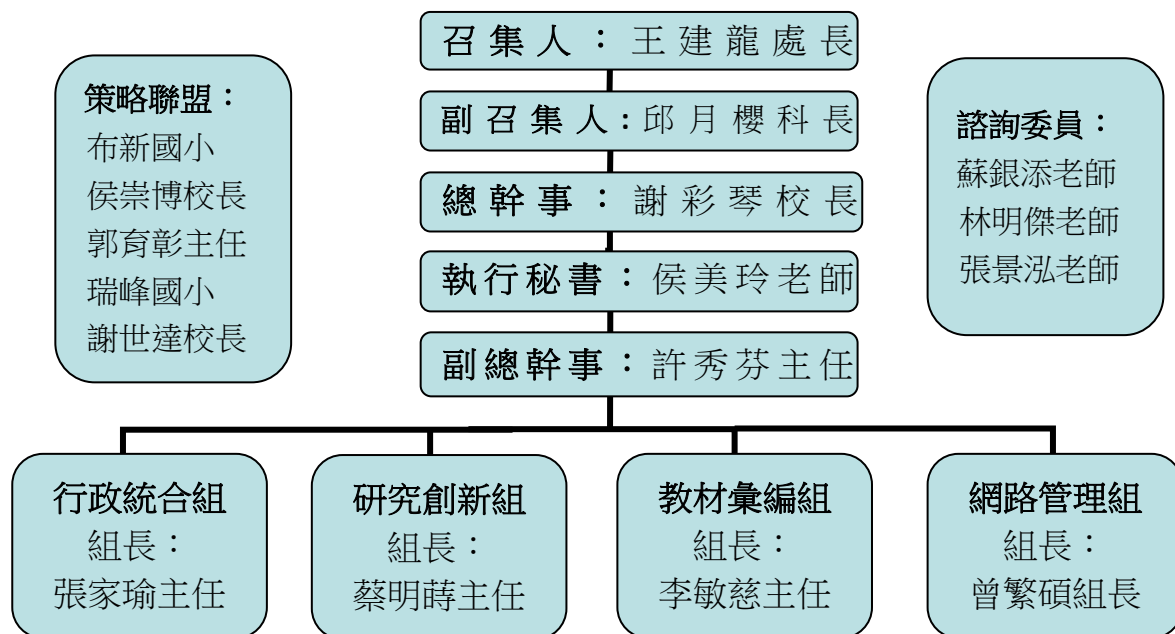 召集人：王建龍處長
副召集人：邱月櫻科長
總幹事：謝彩琴校長
執行秘書：侯美玲老師
副總幹事：許秀芬主任
策略聯盟：
布新國小
侯崇博校長
郭育彰主任
瑞峰國小
謝世達校長
諮詢委員：
蘇銀添老師
林明傑老師
張景泓老師
行政統合組
組長：
張家瑜主任
研究創新組
組長：
蔡明蒔主任
教材彙編組
組長：
李敏慈主任
網路管理組
組長：
曾繁碩組長